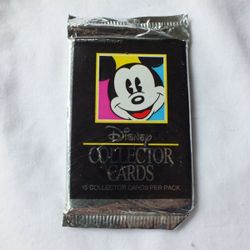 Disney
COLLECTOR
CARDS
15 COLLECTOR CARDS PER PACK